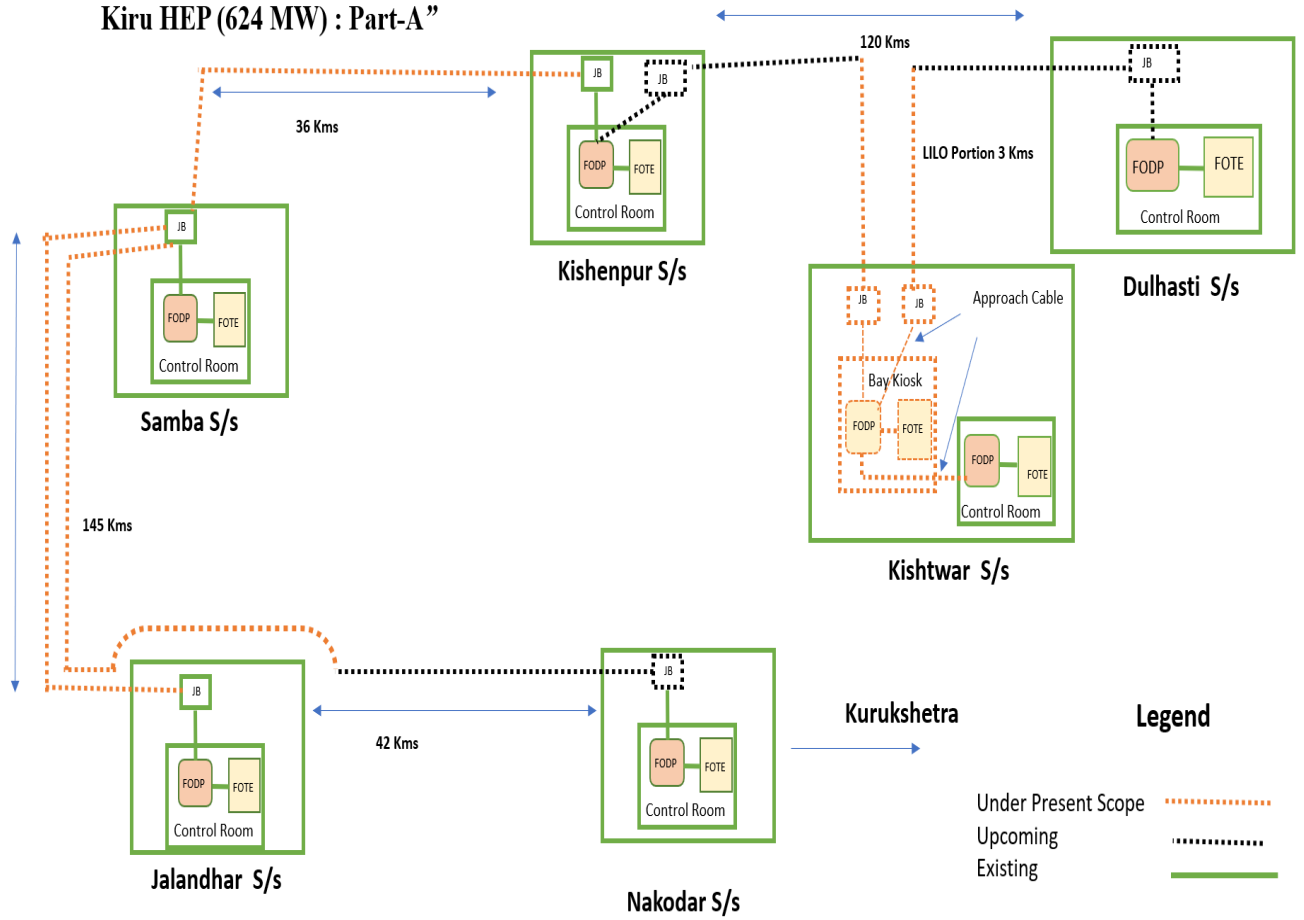 Kiru HEP (624 MW) : Part-A”
120 Kms
36 Kms
LILO Portion 3 Kms
JB
JB
FODP
FOTE
Control Room
Kishenpur S/s
JB
FODP
FOTE
Control Room
Dulhasti S/s
JB
FODP
FOTE
Control Room
Samba S/s
JB
JB
Approach Cable
Bay Kiosk
FODP
FOTE
FODP
FOTE
Control Room
Kishtwar S/s
145 Kms
JB
FODP
FOTE
Control Room
Jalandhar S/s
42 Kms
JB
FODP
FOTE
Control Room
Nakodar S/s
Kurukshetra
Legend
Under Present Scope
Upcoming
Existing